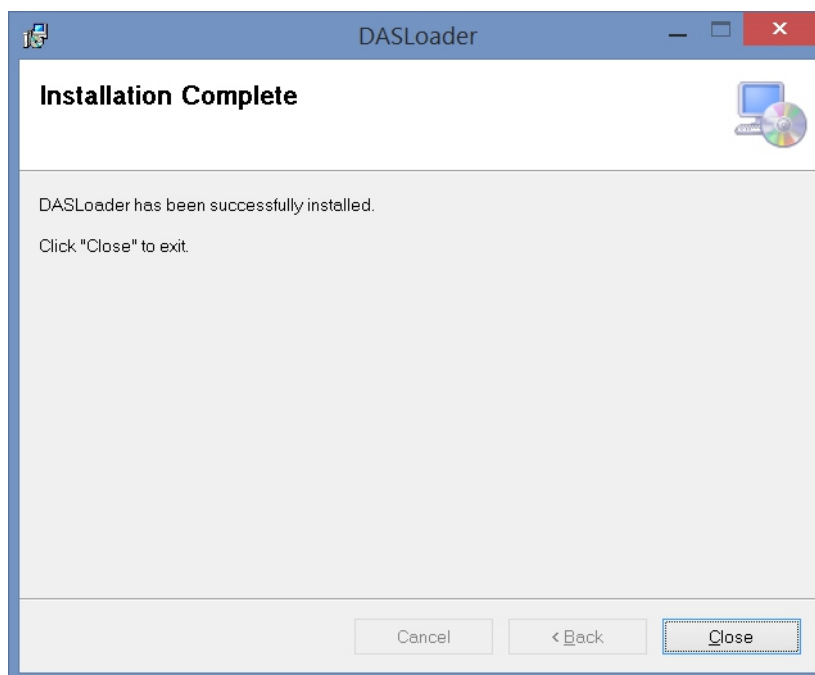 DASLoader
Installation Complete
DASLoader has been successfully installed.
Click "Close" to exit.
Cancel
< Back
Close